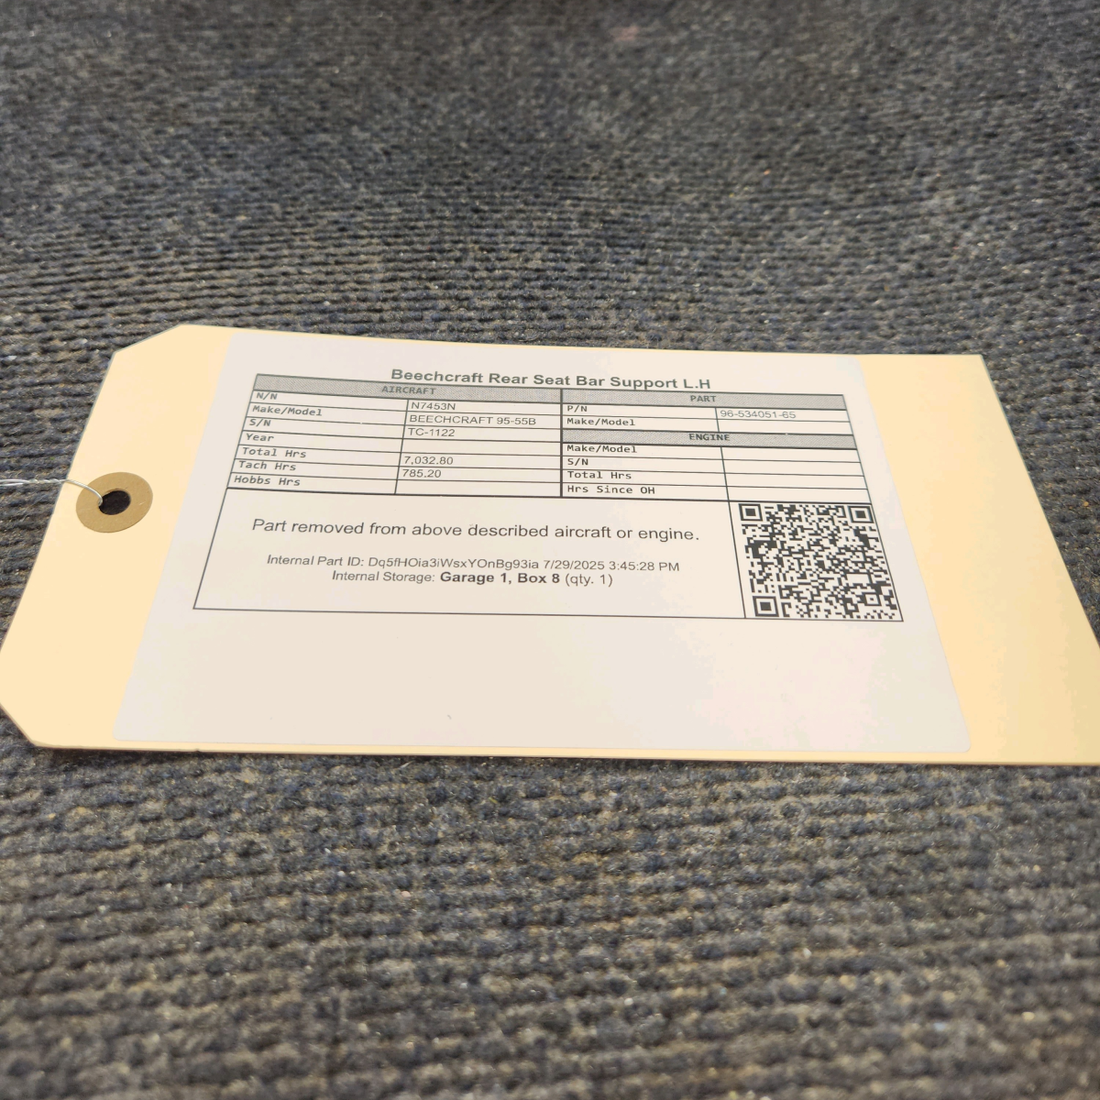 Beechcraft Rear Seat Bar Support L.H
AIRCRAFT
N/N N7453N
Make/Model BEECHCRAFT 95-55B
S/N TC-1122
Year
Total Hrs 7,032.80
Tach Hrs 785.20
Hobbs Hrs
PART
P/N 96-534051-65
Make/Model
ENGINE
Make/Model
S/N
Total Hrs
Hrs Since OH
Part removed from above described aircraft or engine.
Internal Part ID: Dq5fHOia3iWsxYOnBg93ia 7/29/2025 3:45:28 PM
Internal Storage: Garage 1, Box 8 (qty. 1)